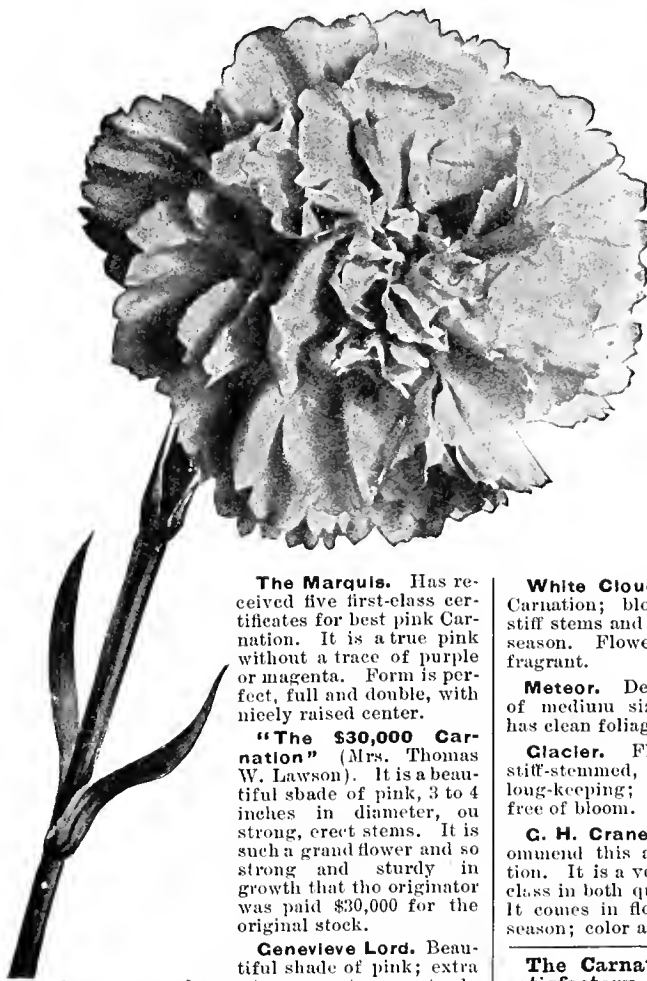 The Marquis. Has re-
ceived five first-class cer-
tificates for best pink Car-
nation. It is a true pink
without a trace of purple
or magenta. Form is per-
fect, full and double, with
nicely raised center.
"The $30,000 Car-
nation" (Mrs. Thomas
W. Lawson). It is a beau-
tiful sbade of pink, 3 to 4
inches in diameter, ou
strong, erect stems. It is
such a grand flower and so
strong and sturdy in
growth that tho originator
was paid $30,000 for the
original stock.
Genevieve Lord. Beau-
tiful shade of pink; extra
White Clou
Carnation; blo
stiff stems and
season. Flowe
fragrant.
Meteor. De
of medium siz
has clean foliag
Glacier. Fl
stiff-stemmed,
long-keeping;
free of bloom.
G. H. Crane
ommend this a
tion. It is a ve
class in both qu
It comes in flo
season; color a
The Carnat